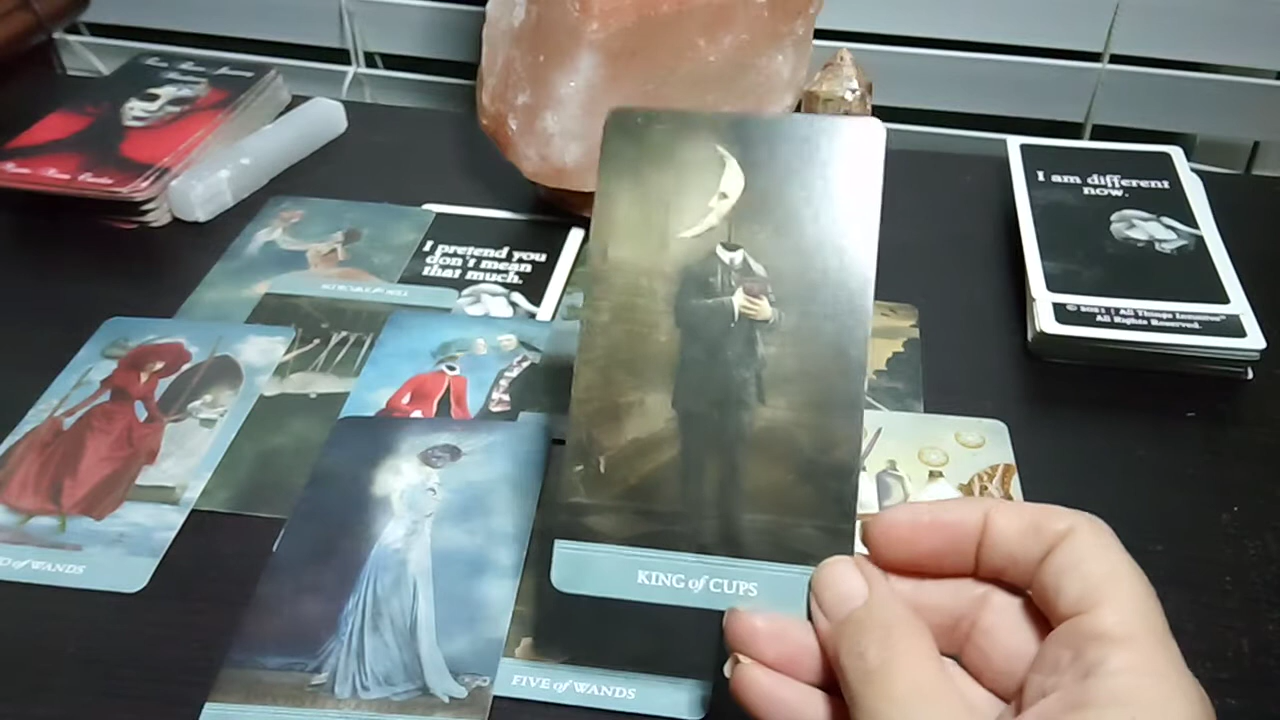 I am different
now.
© 2021 | All Things Intuitive™
All Rights Reserved.
I pretend you
don't mean
that much.
OF WANDS
KING of CUPS
FIVE of WANDS